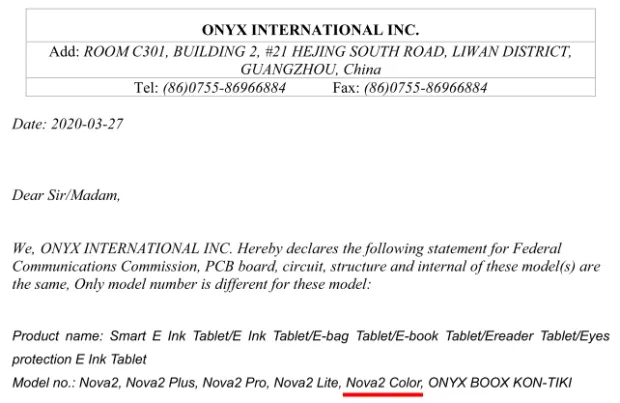 ONYX INTERNATIONAL INC.
Add: ROOM C301, BUILDING 2, #21 HEJING SOUTH ROAD, LIWAN DISTRICT,
GUANGZHOU, China
Tel: (86)0755-86966884 Fax: (86)0755-86966884
Date: 2020-03-27
Dear Sir/Madam,
We, ONYX INTERNATIONAL INC. Hereby declares the following statement for Federal
Communications Commission, PCB board, circuit, structure and internal of these model(s) are
the same, Only model number is different for these model:
Product name: Smart E Ink Tablet/E Ink Tablet/E-bag Tablet/E-book Tablet/Ereader Tablet/Eyes
protection E Ink Tablet
Model no.: Nova2, Nova2 Plus, Nova2 Pro, Nova2 Lite, Nova2 Color, ONYX BOOX KON-TIKI